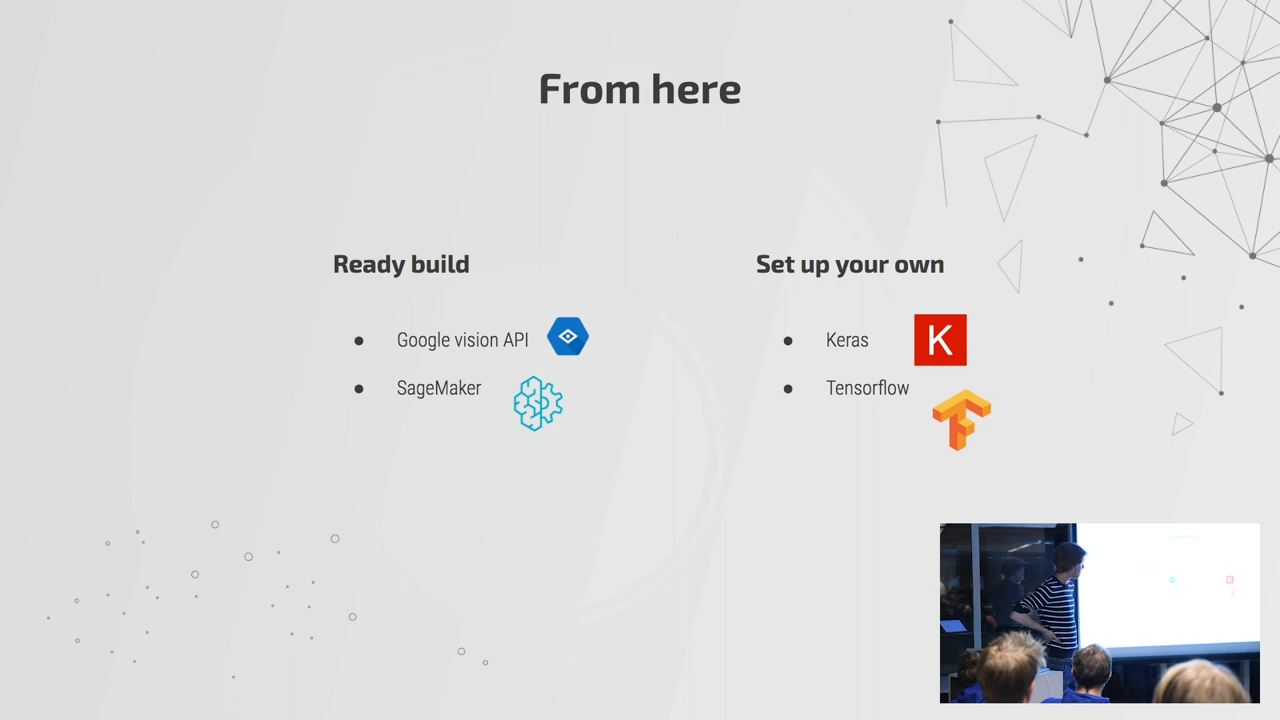 From here
Ready build
Google vision API
SageMaker
Set up your own
Keras
K
Tensorflow